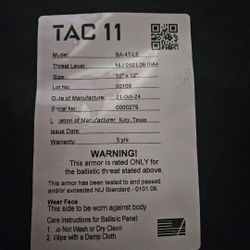 TAC 11
Model: SA-4Y-LE
Threat Level: NIJ 0101.06 IIIA+
Size: 10" x 12"
Lot No. 00109
Date of Manufacture: 21-Oct-24
Serial No. 0000279
Location of Manufacture Katy, Texas
Issue Date:
Warranty: 5 yrs
WARNING!
This armor is rated ONLY for
the ballistic threat stated above.
This armor has been tested to and passed
and/or exceeded NIJ Standard - 0101.06.
Wear Face
This side to be worn against body
Care Instructions for Ballistic Panel:
1. Do Not Wash or Dry Clean
2. Wipe with a Damp Cloth